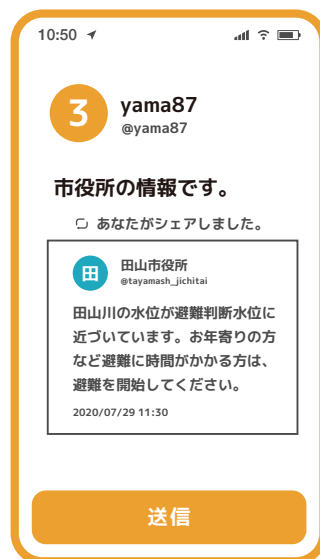 10:50
3
yama87
@yama87
市役所の情報です。
あなたがシェアしました。
田
田山市役所
@tayamash_jichitai
田山川の水位が避難判断水位に
近づいています。お年寄りの方
など避難に時間がかかる方は、
避難を開始してください。
2020/07/29 11:30
送信